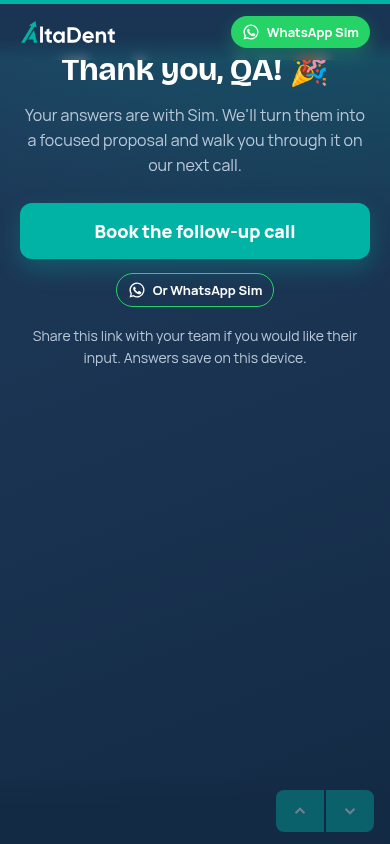 AltaDent
WhatsApp Sim
Thank you, QA! 🎉
Your answers are with Sim. We'll turn them into
a focused proposal and walk you through it on
our next call.
Book the follow-up call
Or WhatsApp Sim
Share this link with your team if you would like their
input. Answers save on this device.